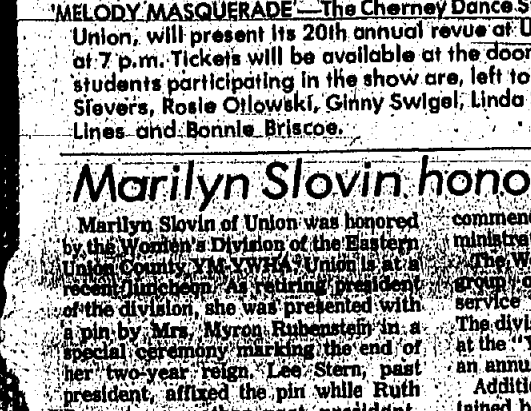 'MELODY MASQUERADE'—The Cherney Dance S
Union, will present its 20th annual revue at U
at 7 p.m. Tickets will be available at the door
students participating in the show are, left to
Sievers, Rosie Otlowski, Ginny Swigel, Linda
Lines and Bonnie Briscoe.
Marilyn Slovin hono
Marilyn Slovin of Union was honored
by the Women's Division of the Eastern
Union County YM-YWHA, Union is at a
recent luncheon. As retiring president
of the division, she was presented with
a pin by Mrs. Myron Rubenstein in a
special ceremony marking the end of
her two-year reign. Lee Stern, past
president, affixed the pin while Ruth
president
commen
ministra
The W
group o
service
The divi
at the "Y
an annu
Additi
tained